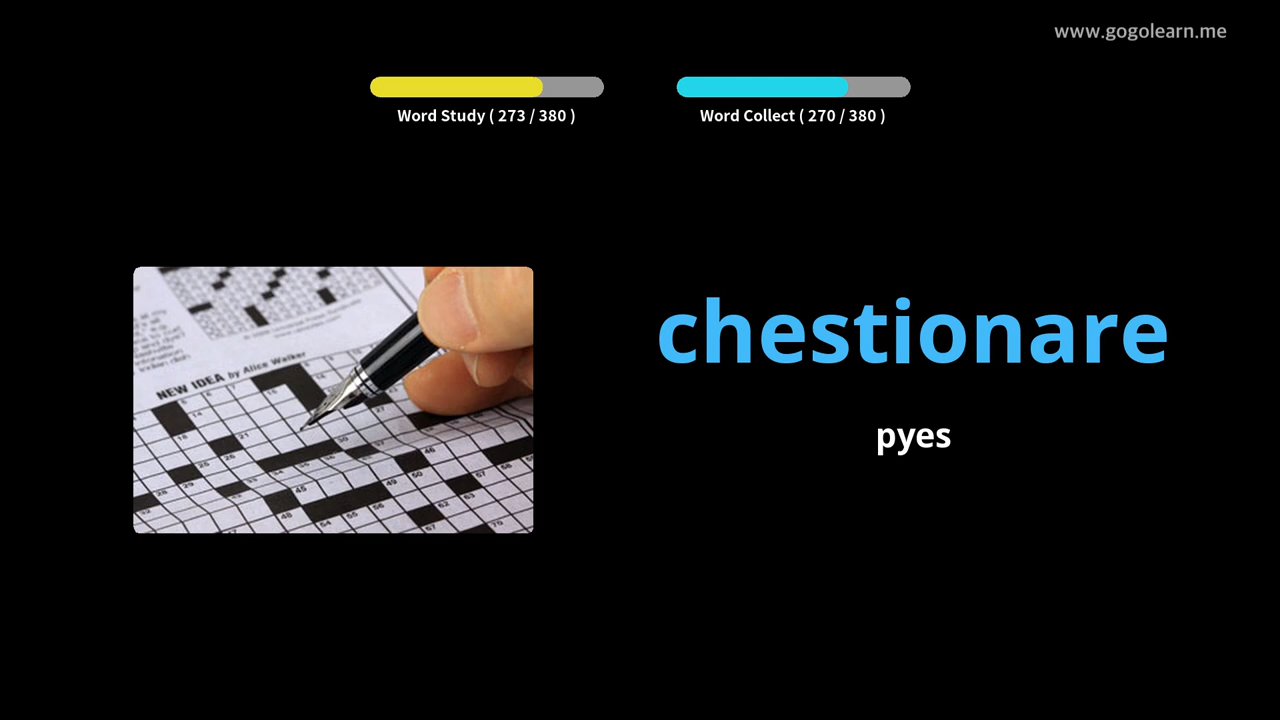 www.gogolearn.me
Word Study ( 273 / 380 )
Word Collect ( 270 / 380 )
chestionare
pyes
NEW IDEA by Alice Walker